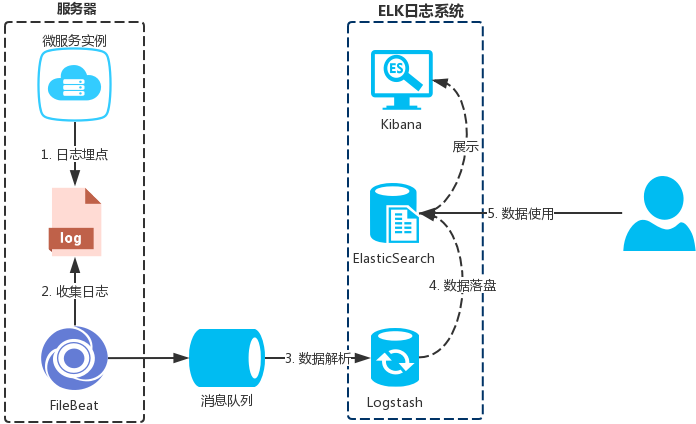 服务器
微服务实例
1. 日志埋点
log
2. 收集日志
FileBeat
消息队列
3. 数据解析
ELK日志系统
ES
Kibana
展示
ElasticSearch
4. 数据落盘
Logstash
5. 数据使用